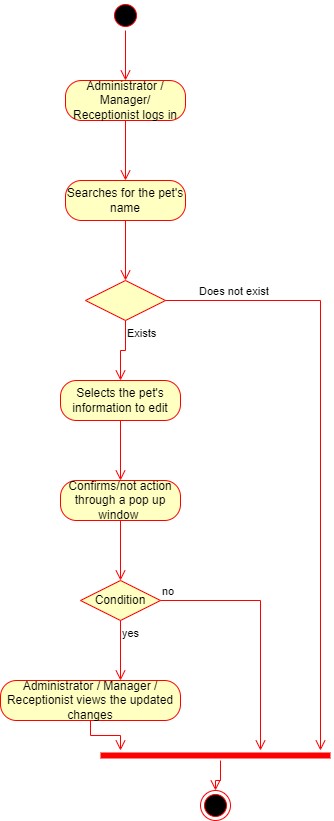 Administrator /
Manager/
Receptionist logs in
Searches for the pet's
name
Does not exist
Exists
Selects the pet's
information to edit
Confirms/not action
through a pop up
window
Condition
no
yes
Administrator / Manager /
Receptionist views the updated
changes